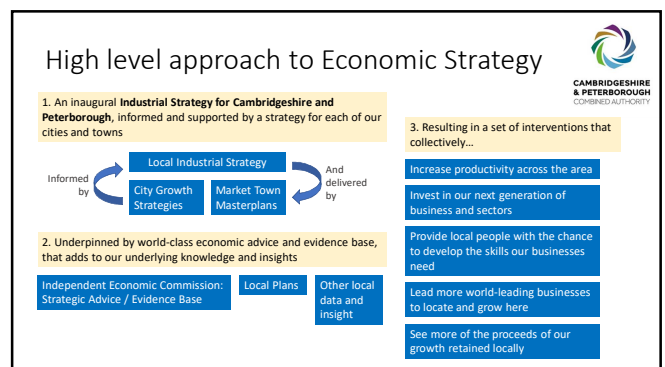 High level approach to Economic Strategy
CAMBRIDGESHIRE
& PETERBOROUGH
COMBINED AUTHORITY
1. An inaugural Industrial Strategy for Cambridgeshire and
Peterborough, informed and supported by a strategy for each of our
cities and towns
Local Industrial Strategy
Informed
by
City Growth
Strategies
Market Town
Masterplans
And
delivered
by
2. Underpinned by world-class economic advice and evidence base,
that adds to our underlying knowledge and insights
Independent Economic Commission:
Strategic Advice / Evidence Base
Local Plans
Other local
data and
insight
3. Resulting in a set of interventions that
collectively…
Increase productivity across the area
Invest in our next generation of
business and sectors
Provide local people with the chance
to develop the skills our businesses
need
Lead more world-leading businesses
to locate and grow here
See more of the proceeds of our
growth retained locally